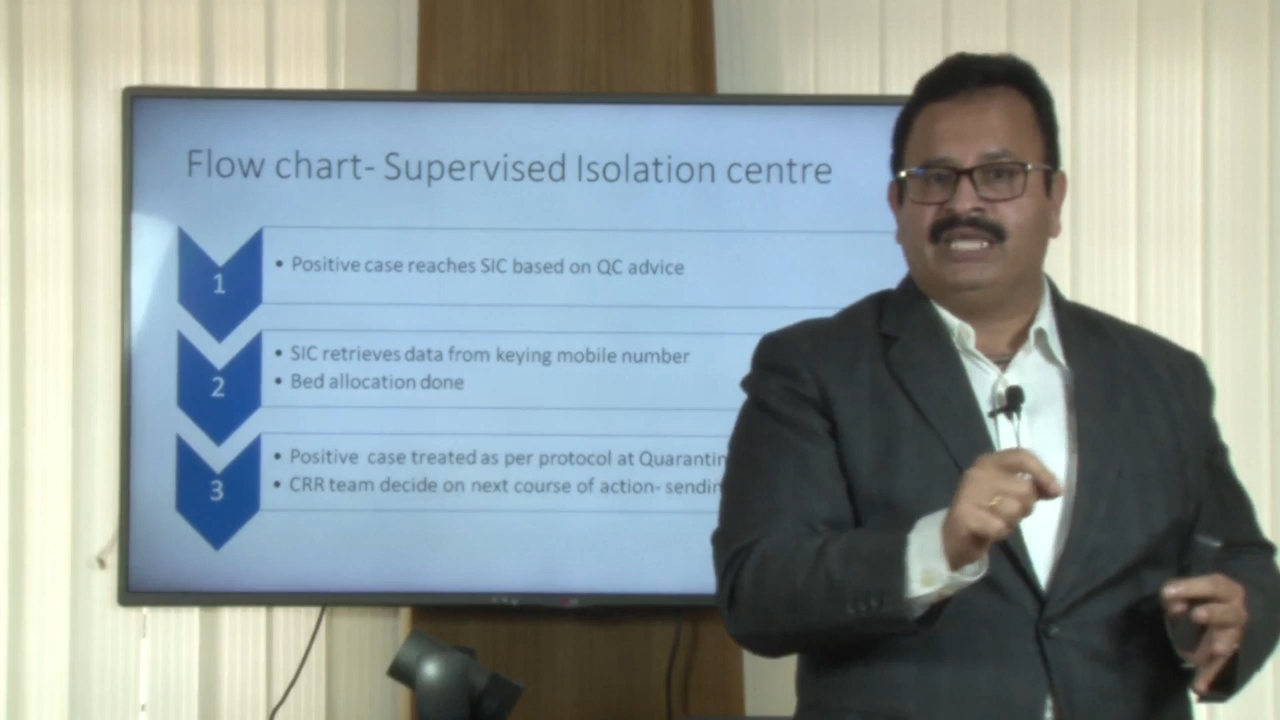 Flow chart- Supervised Isolation centre
1
• Positive case reaches SIC based on QC advice
2
• SIC retrieves data from keying mobile number
• Bed allocation done
3
• Positive case treated as per protocol at Quarantin
• CRR team decide on next course of action- sendin